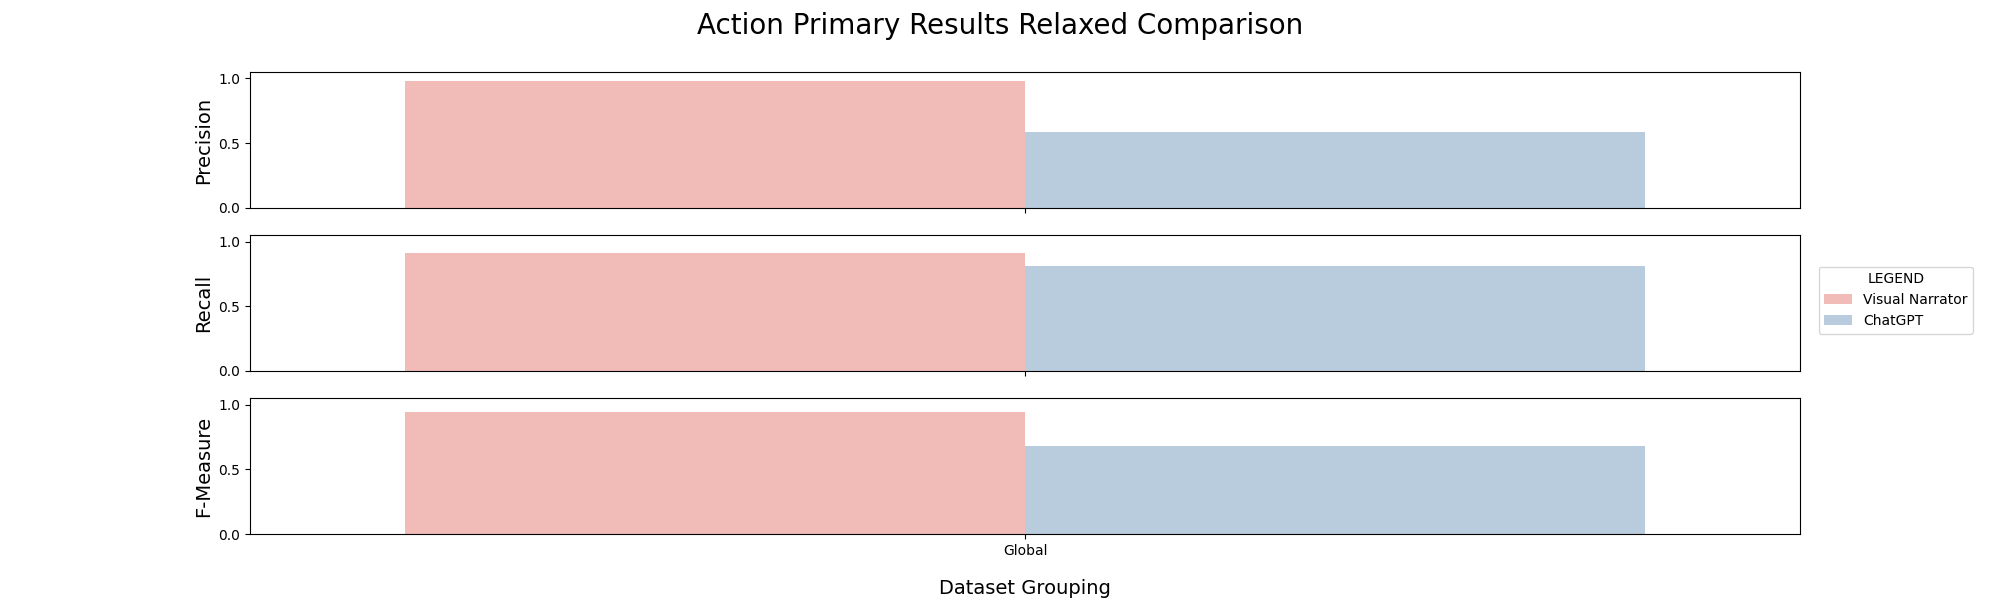 Action Primary Results Relaxed Comparison
1.0
0.5
0.0
Precision
1.0
0.5
0.0
Recall
1.0
0.5
0.0
F-Measure
Global
Dataset Grouping
LEGEND
Visual Narrator
ChatGPT